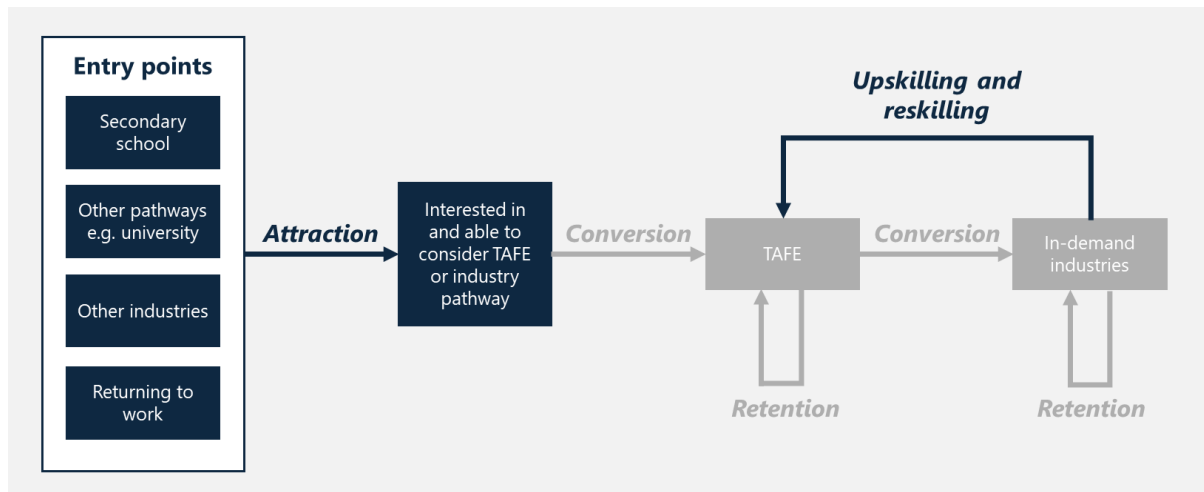 Entry points
Secondary
school
Other pathways
e.g. university
Other industries
Returning to
work
Attraction
Interested in
and able to
consider TAFE
or industry
pathway
Conversion
TAFE
Retention
Conversion
In-demand
industries
Retention
Upskilling and
reskilling